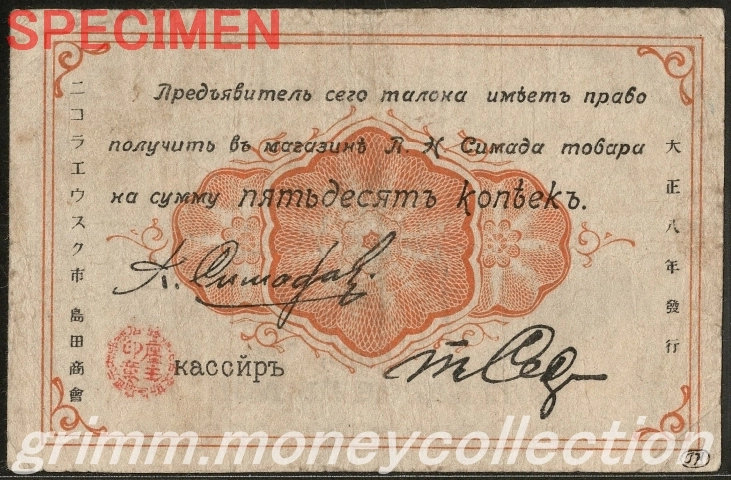 SPECIMEN
Предъявитель сего талона имѣетъ право
получить въ магазинѣ П Н Симада товара
на сумму пятьдесятъ копѣекъ.
кассиръ
ニコラエウスク市島田商會
大正八年發行
grimm.moneycollection